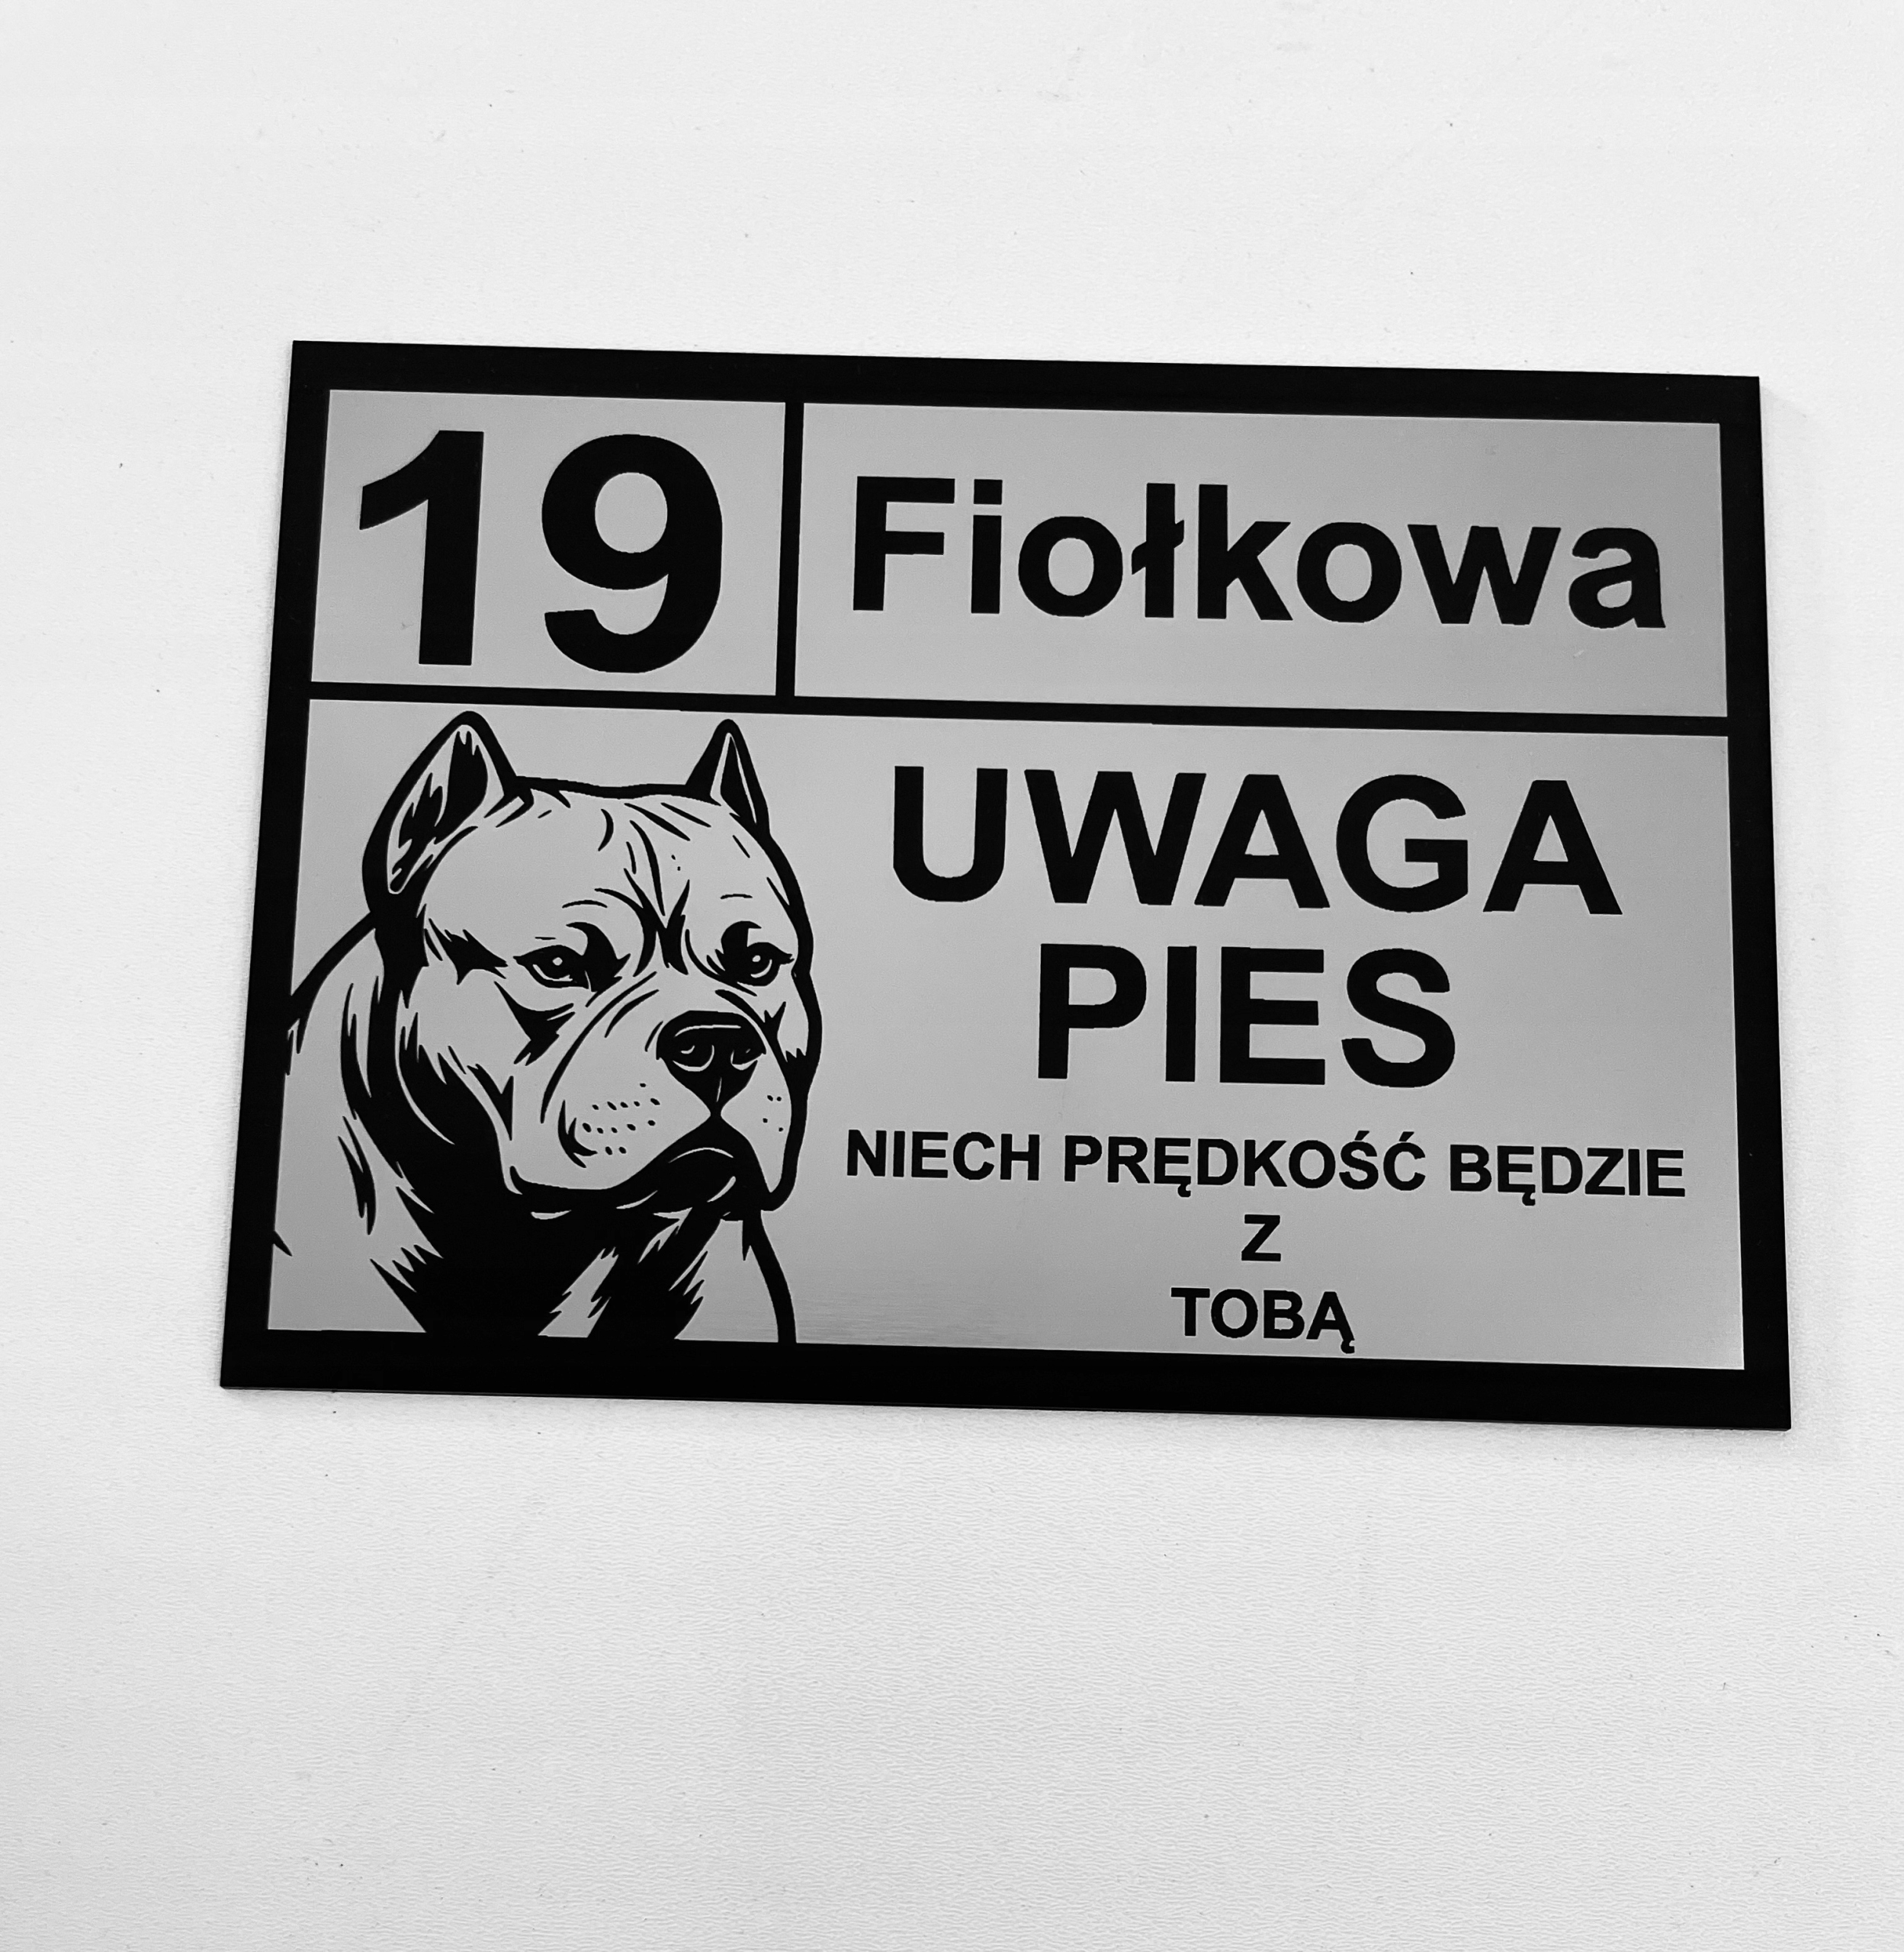 19
Fiołkowa
UWAGA
PIES
NIECH PRĘDKOŚĆ BĘDZIE
Z
TOBĄ